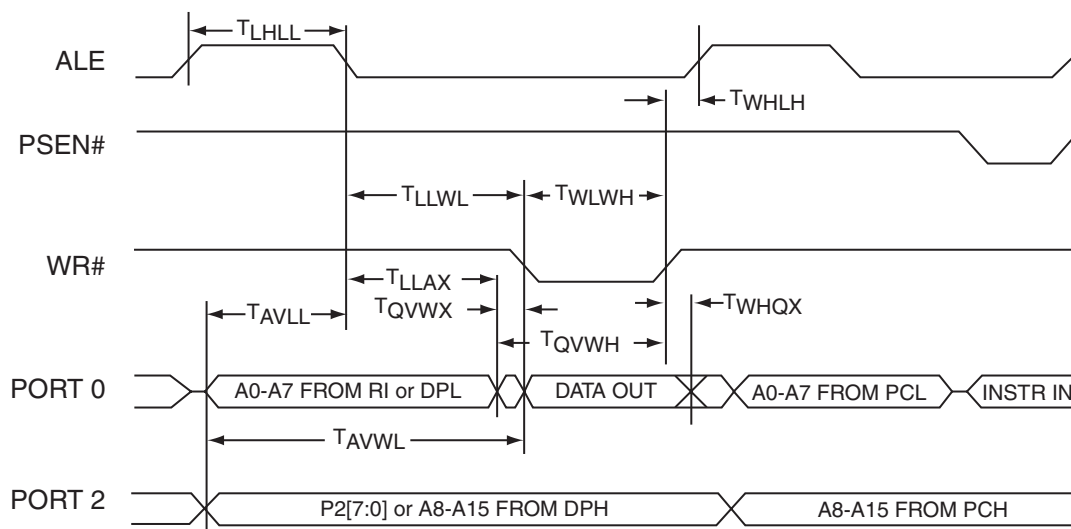 TLHLL
ALE
TWHLH
PSEN#
TLLWL
TWLWH
WR#
TLLAX
TAVLL
TQVWX
TWHQX
TQVWH
PORT 0
A0-A7 FROM RI or DPL
DATA OUT
A0-A7 FROM PCL
INSTR IN
TAVWL
PORT 2
P2[7:0] or A8-A15 FROM DPH
A8-A15 FROM PCH